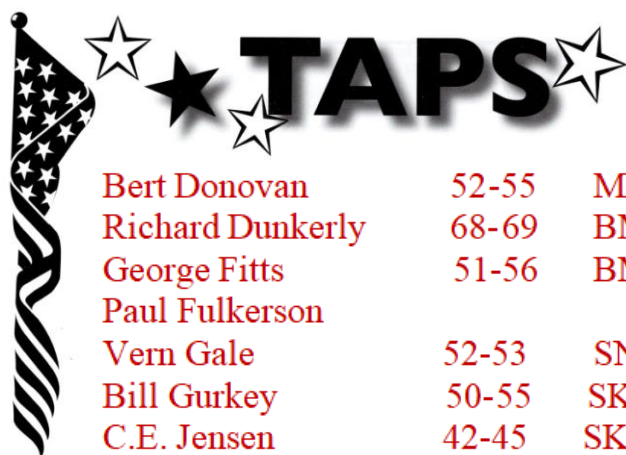 TAPS
Bert Donovan 52-55
Richard Dunkerly 68-69
George Fitts 51-56
Paul Fulkerson
Vern Gale 52-53
Bill Gurkey 50-55
C.E. Jensen 42-45